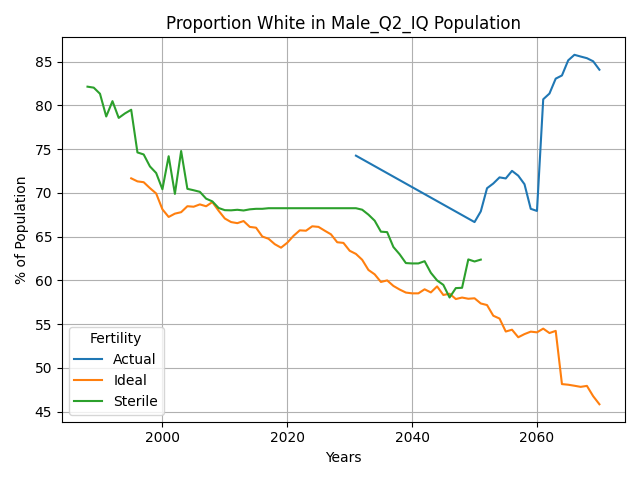 Proportion White in Male_Q2_IQ Population
% of Population
85
80
75
70
65
60
55
50
45
Fertility
Actual
Ideal
Sterile
2000
2020
2040
2060
Years